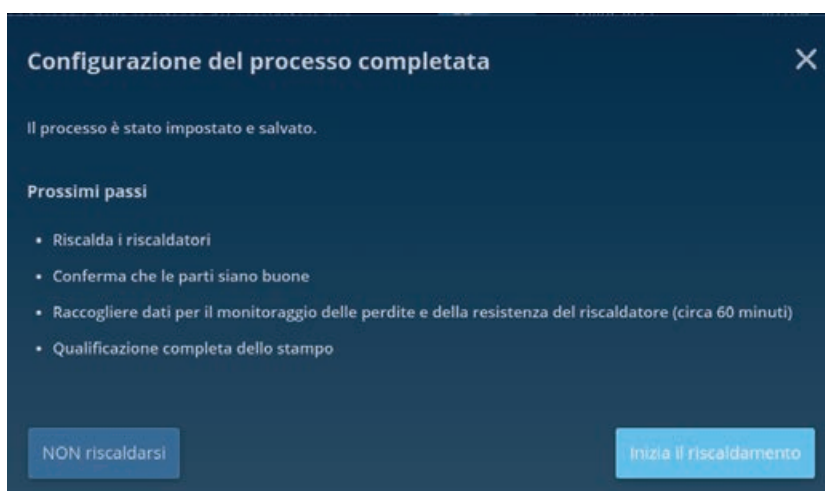 Configurazione del processo completata
Il processo è stato impostato e salvato.
Prossimi passi
• Riscalda i riscaldatori
• Conferma che le parti siano buone
• Raccogliere dati per il monitoraggio delle perdite e della resistenza del riscaldatore (circa 60 minuti)
• Qualificazione completa dello stampo
NON riscaldarsi
Inizia il riscaldamento